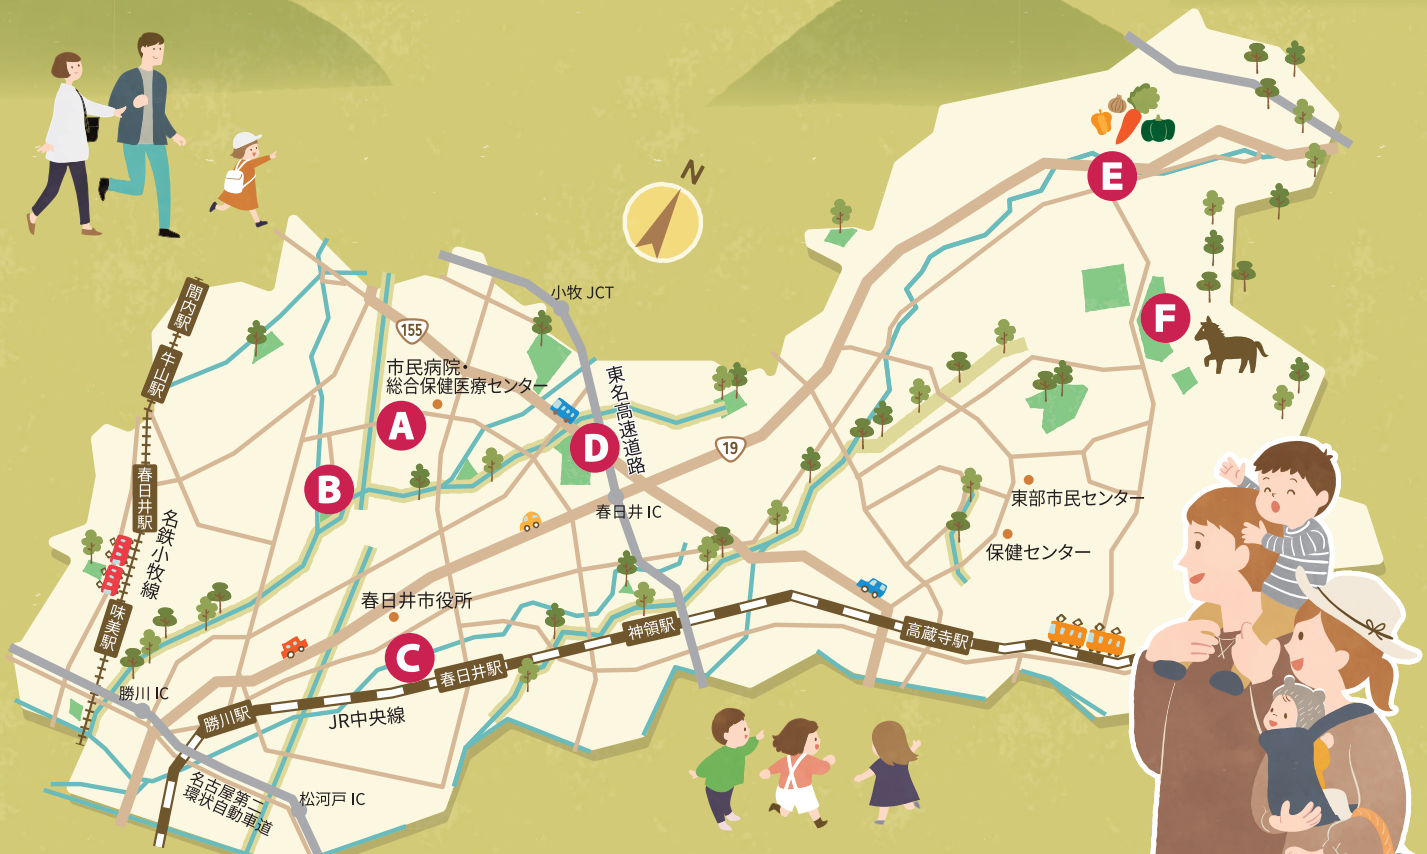 N
E
小牧 JCT
間内駅
155
F
牛山駅
市民病院・
総合保健医療センター
東名高速道路
A
D
19
春日井駅
B
東部市民センター
春日井 IC
名鉄小牧線
保健センター
春日井市役所
味美駅
神領駅
高蔵寺駅
C
春日井駅
勝川 IC
勝川駅
JR中央線
名古屋第二
環状自動車道
松河戸 IC